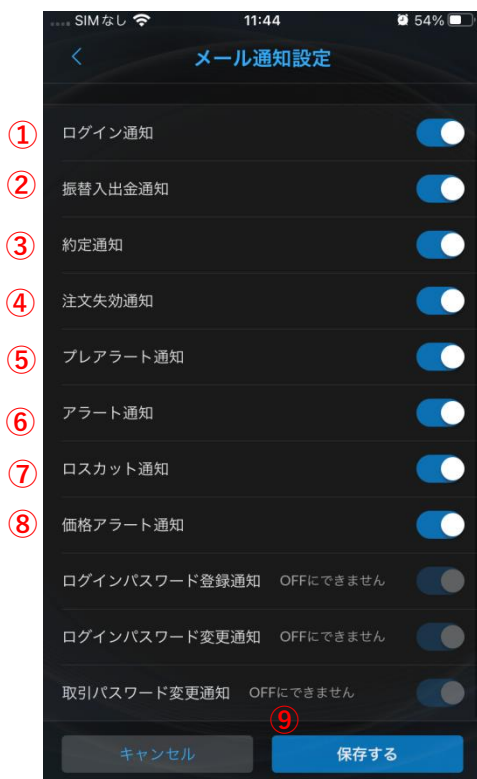 SIMなし 11:44 54%
メール通知設定
① ログイン通知
② 振替入出金通知
③ 約定通知
④ 注文失効通知
⑤ プレアラート通知
⑥ アラート通知
⑦ ロスカット通知
⑧ 価格アラート通知
ログインパスワード登録通知 OFFにできません
ログインパスワード変更通知 OFFにできません
取引パスワード変更通知 OFFにできません
⑨
キャンセル 保存する